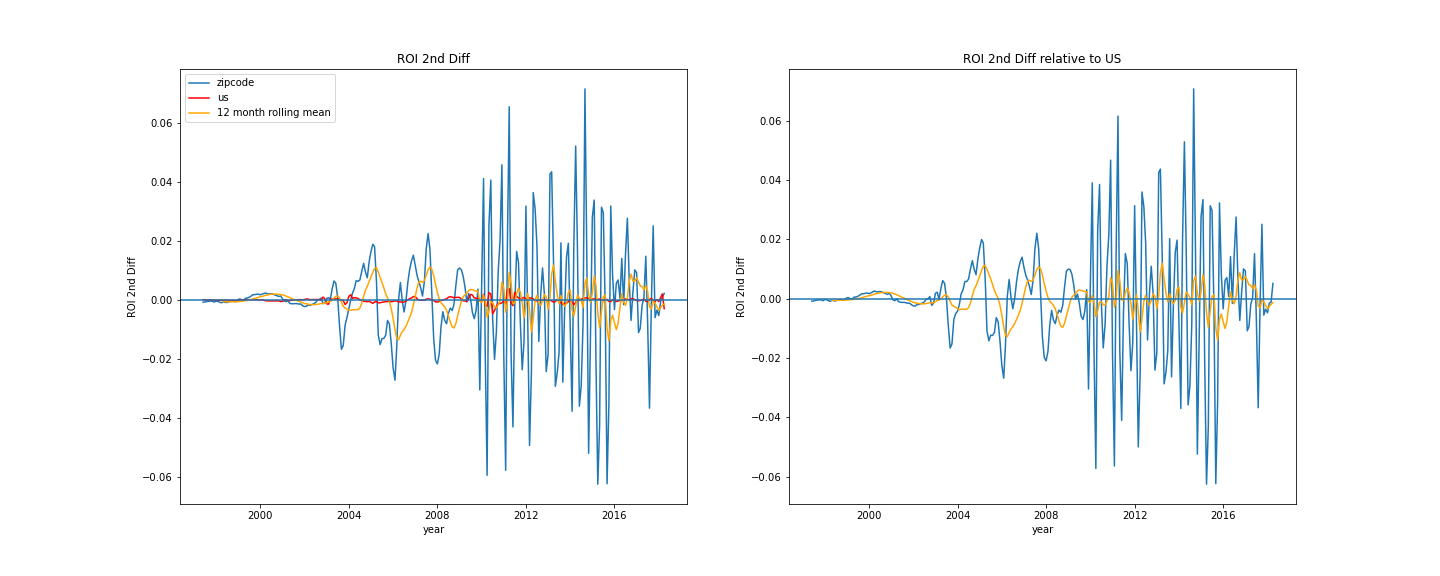 ROI 2nd Diff
zipcode
us
12 month rolling mean
0.06
0.04
0.02
0.00
−0.02
−0.04
−0.06
ROI 2nd Diff
2000
2004
2008
2012
2016
year
ROI 2nd Diff relative to US
0.06
0.04
0.02
0.00
−0.02
−0.04
−0.06
ROI 2nd Diff
2000
2004
2008
2012
2016
year